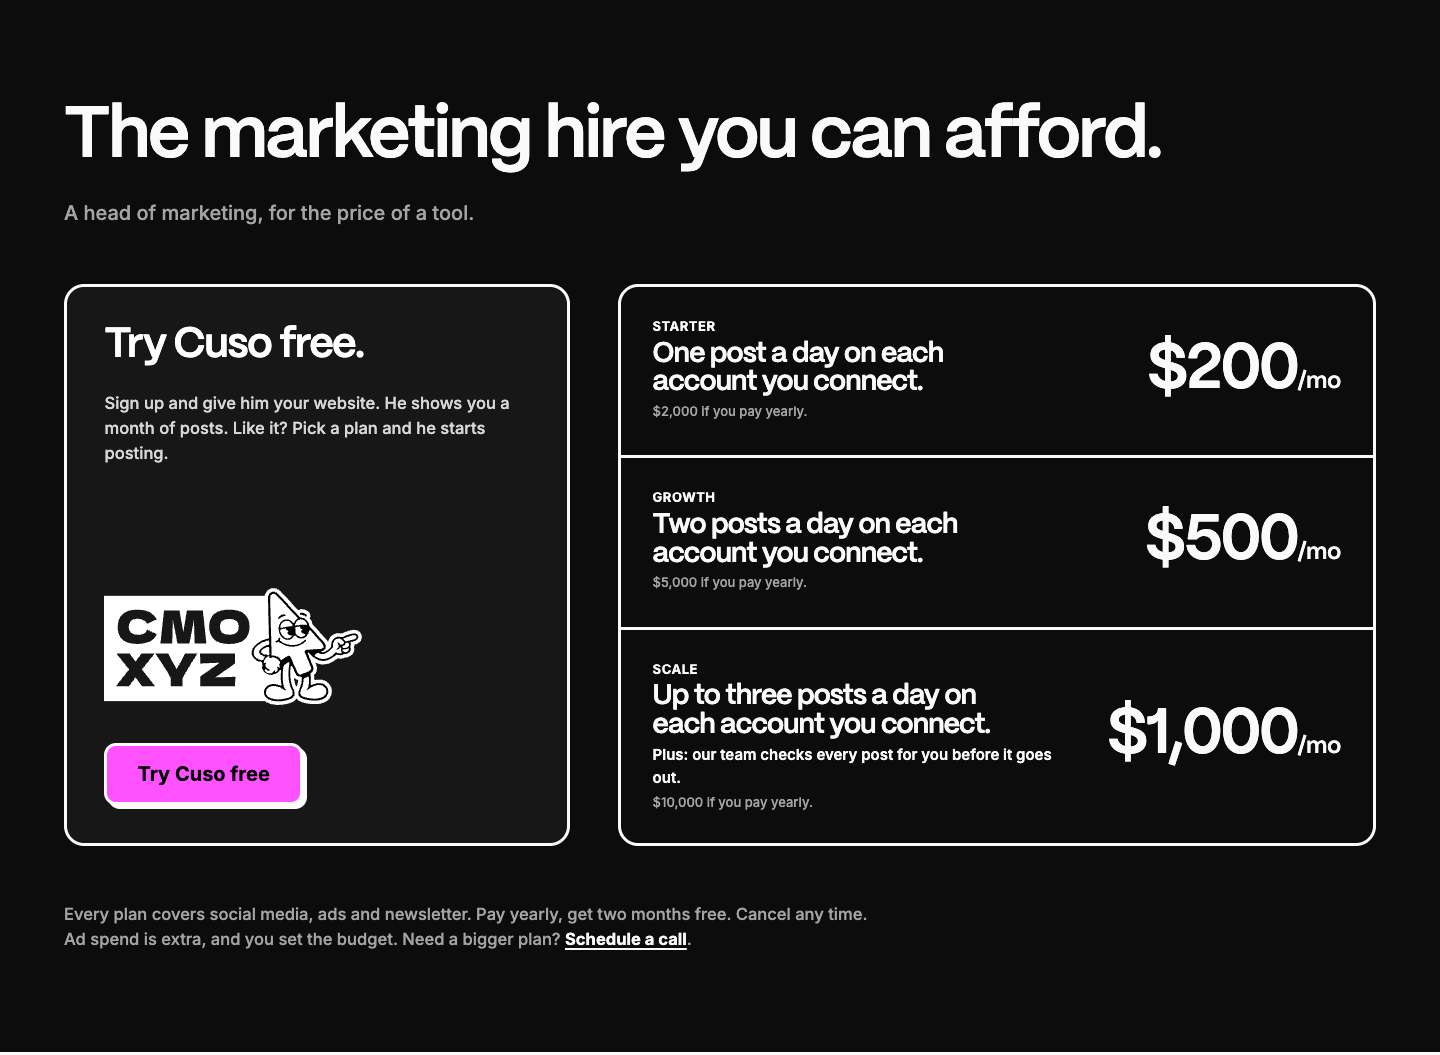 The marketing hire you can afford.
A head of marketing, for the price of a tool.
Try Cuso free.
Sign up and give him your website. He shows you a
month of posts. Like it? Pick a plan and he starts
posting.
CMO
XYZ
Try Cuso free
STARTER
One post a day on each
account you connect.
$2,000 if you pay yearly.
$200/mo
GROWTH
Two posts a day on each
account you connect.
$5,000 if you pay yearly.
$500/mo
SCALE
Up to three posts a day on
each account you connect.
Plus: our team checks every post for you before it goes
out.
$10,000 if you pay yearly.
$1,000/mo
Every plan covers social media, ads and newsletter. Pay yearly, get two months free. Cancel any time.
Ad spend is extra, and you set the budget. Need a bigger plan? Schedule a call.